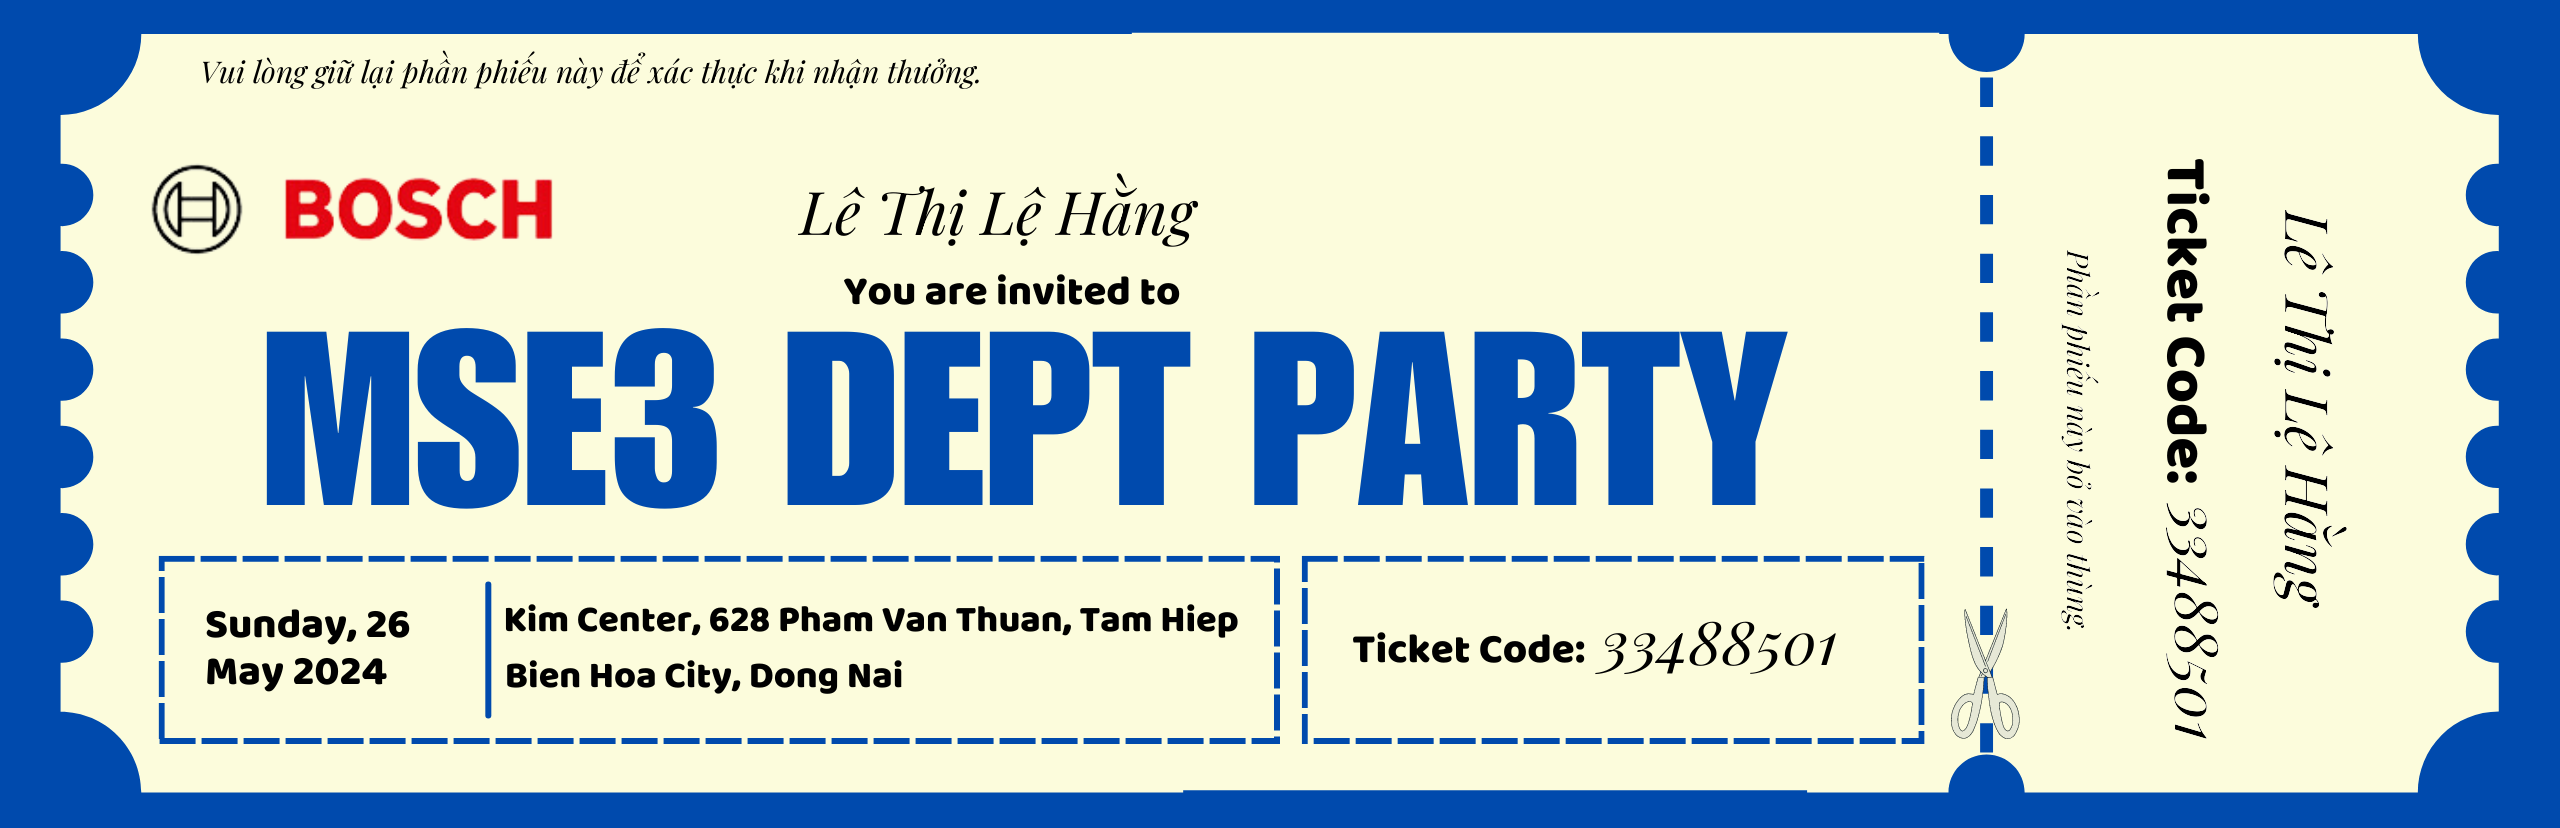 Vui lòng giữ lại phần phiếu này để xác thực khi nhận thưởng.
BOSCH
Lê Thị Lệ Hằng
You are invited to
MSE3 DEPT PARTY
Sunday, 26
May 2024
Kim Center, 628 Pham Van Thuan, Tam Hiep
Bien Hoa City, Dong Nai
Ticket Code: 33488501
Lê Thị Lệ Hằng
Ticket Code: 33488501
Phần phiếu này bỏ vào thùng.